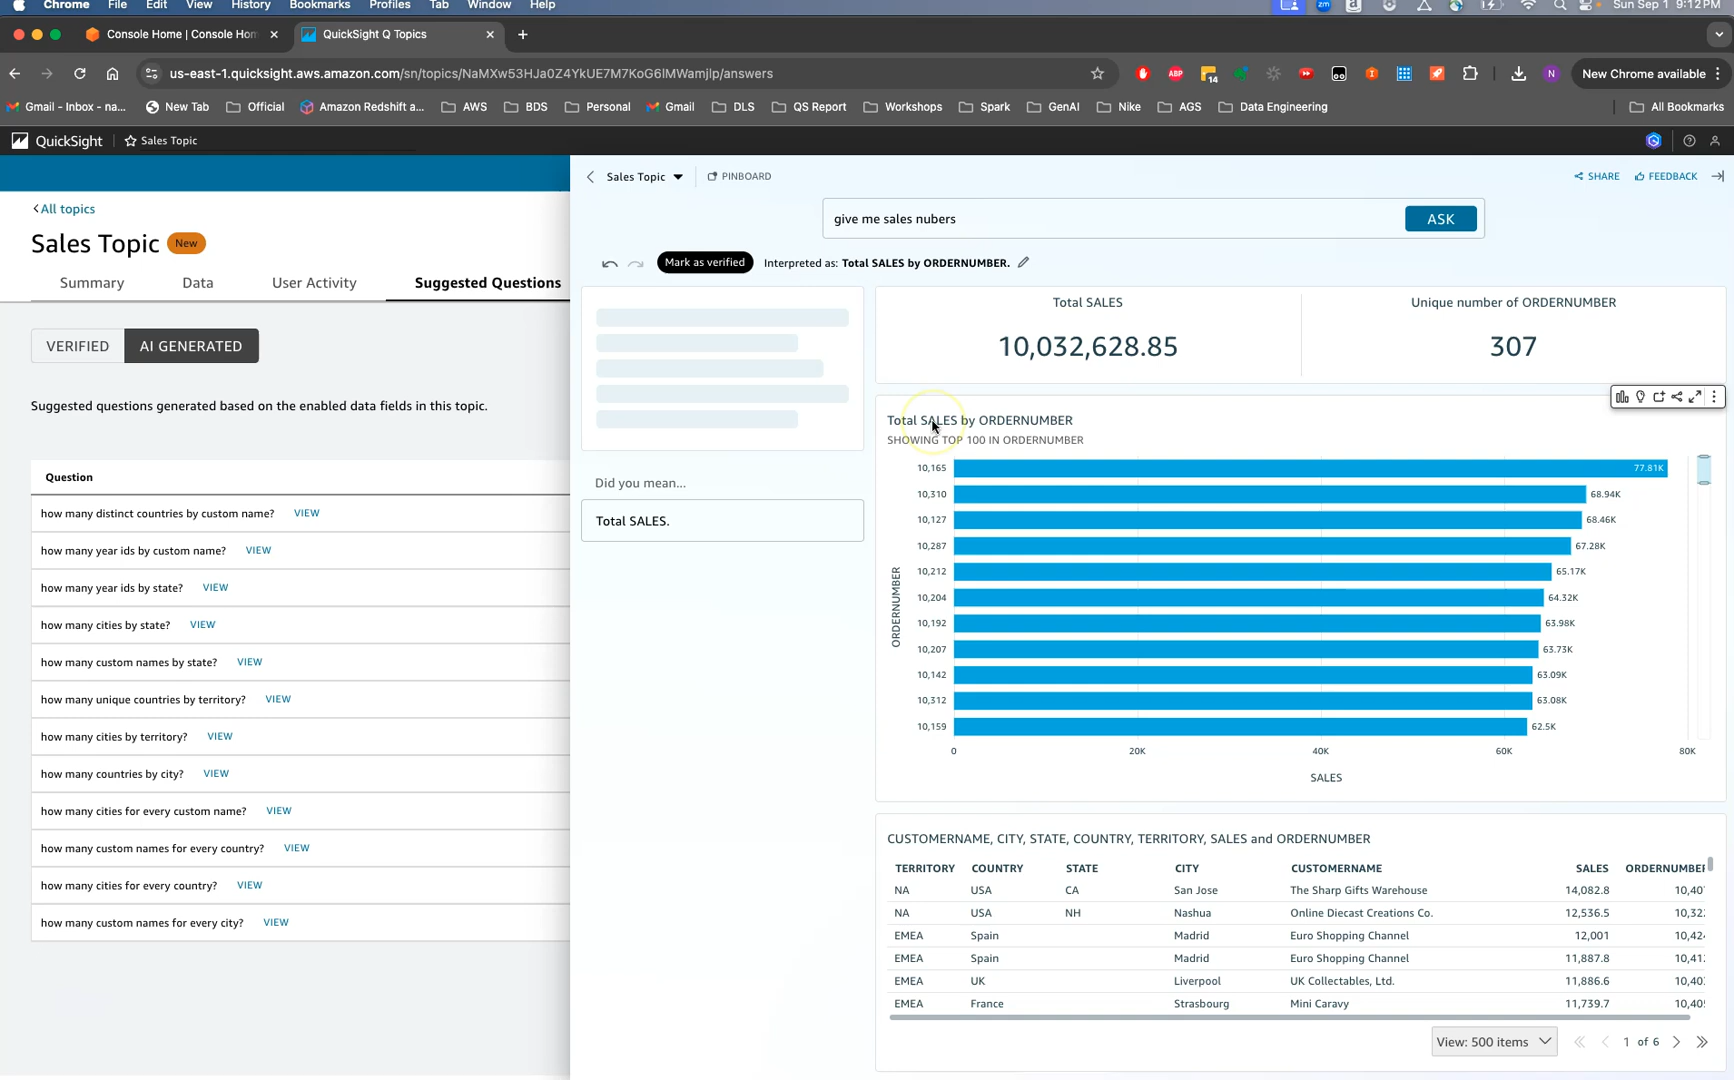 Chrome File Edit View History Bookmarks Profiles Tab Window Help Sun Sep 1 9:12 PM
Console Home | Console Hom QuickSight Q Topics
us-east-1.quicksight.aws.amazon.com/sn/topics/NaMXw53HJa0Z4YkUE7M7KoG6lMWamjlp/answers ABP 14 N New Chrome available
Gmail - Inbox - na... New Tab Official Amazon Redshift a... AWS BDS Personal Gmail DLS QS Report Workshops Spark GenAI Nike AGS Data Engineering All Bookmarks
QuickSight Sales Topic
Sales Topic PINBOARD SHARE FEEDBACK
All topics
give me sales nubers ASK
Sales Topic New
Mark as verified Interpreted as: Total SALES by ORDERNUMBER.
Summary Data User Activity Suggested Questions
Total SALES Unique number of ORDERNUMBER
10,032,628.85 307
VERIFIED AI GENERATED
Suggested questions generated based on the enabled data fields in this topic.
Question
how many distinct countries by custom name? VIEW
how many year ids by custom name? VIEW
how many year ids by state? VIEW
how many cities by state? VIEW
how many custom names by state? VIEW
how many unique countries by territory? VIEW
how many cities by territory? VIEW
how many countries by city? VIEW
how many cities for every custom name? VIEW
how many custom names for every country? VIEW
how many cities for every country? VIEW
how many custom names for every city? VIEW
Did you mean...
Total SALES.
Total SALES by ORDERNUMBER
SHOWING TOP 100 IN ORDERNUMBER
ORDERNUMBER
10,165 77.81K
10,310 68.94K
10,127 68.46K
10,287 67.28K
10,212 65.17K
10,204 64.32K
10,192 63.98K
10,207 63.73K
10,142 63.09K
10,312 63.08K
10,159 62.5K
0 20K 40K 60K 80K
SALES
CUSTOMERNAME, CITY, STATE, COUNTRY, TERRITORY, SALES and ORDERNUMBER
TERRITORY COUNTRY STATE CITY CUSTOMERNAME SALES ORDERNUMBER
NA USA CA San Jose The Sharp Gifts Warehouse 14,082.8 10,40
NA USA NH Nashua Online Diecast Creations Co. 12,536.5 10,32
EMEA Spain Madrid Euro Shopping Channel 12,001 10,42
EMEA Spain Madrid Euro Shopping Channel 11,887.8 10,41
EMEA UK Liverpool UK Collectables, Ltd. 11,886.6 10,40
EMEA France Strasbourg Mini Caravy 11,739.7 10,40
View: 500 items 1 of 6